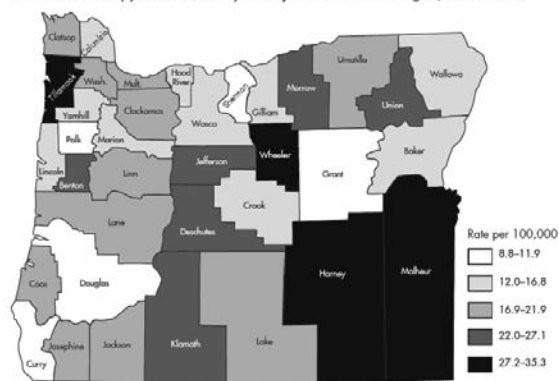 Clatsop
Columbia
Tillamook
Wash.
Mult.
Hood
River
Sherman
Gilliam
Morrow
Umatilla
Union
Wallowa
Yamhill
Clackamas
Wasco
Polk
Marion
Jefferson
Wheeler
Grant
Baker
Lincoln
Benton
Linn
Crook
Lane
Deschutes
Harney
Malheur
Coos
Douglas
Curry
Josephine
Jackson
Klamath
Lake
Rate per 100,000
8.8–11.9
12.0–16.8
16.9–21.9
22.0–27.1
27.2–35.3